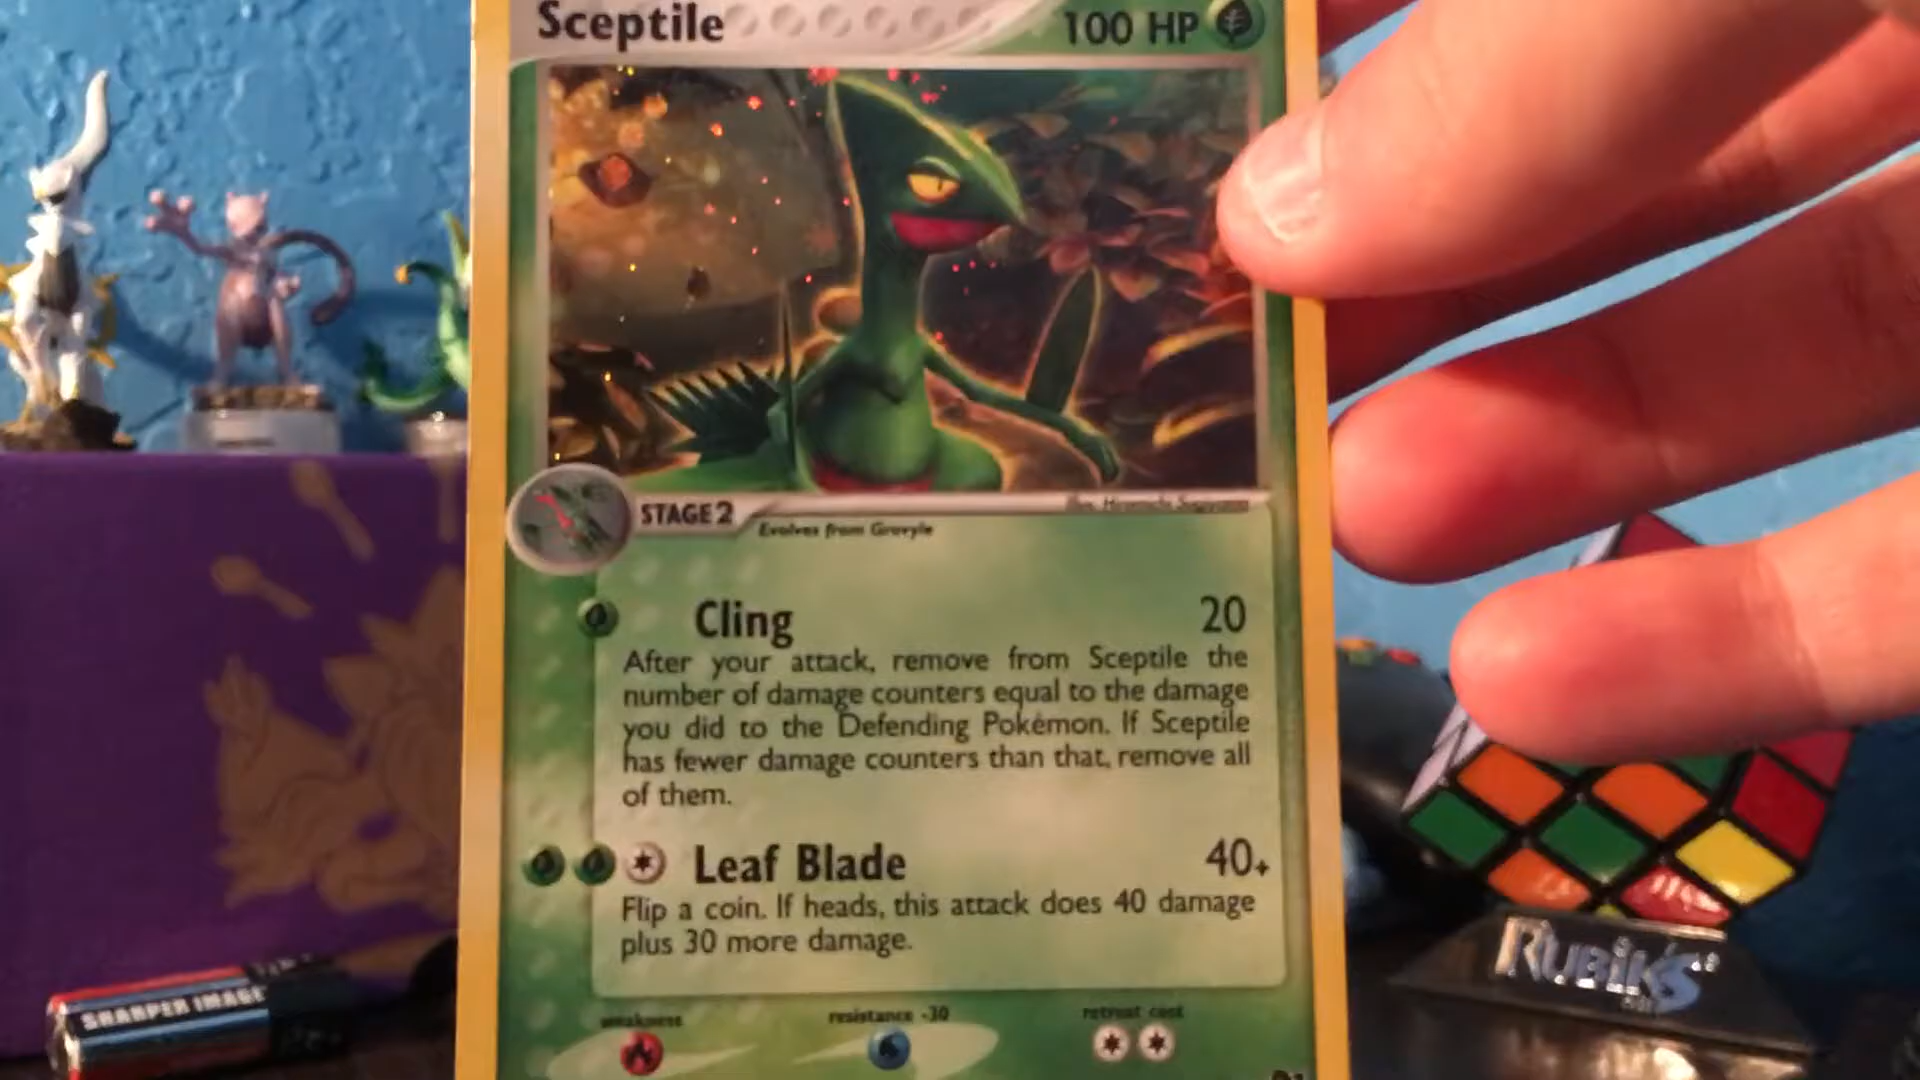 Sceptile 100 HP
STAGE 2
Evolves from Grovyle
Cling 20
After your attack, remove from Sceptile the
number of damage counters equal to the damage
you did to the Defending Pokémon. If Sceptile
has fewer damage counters than that, remove all
of them.
Leaf Blade 40+
Flip a coin. If heads, this attack does 40 damage
plus 30 more damage.
weakness resistance -30 retreat cost
SHARPER IMAGE
RUBIK'S